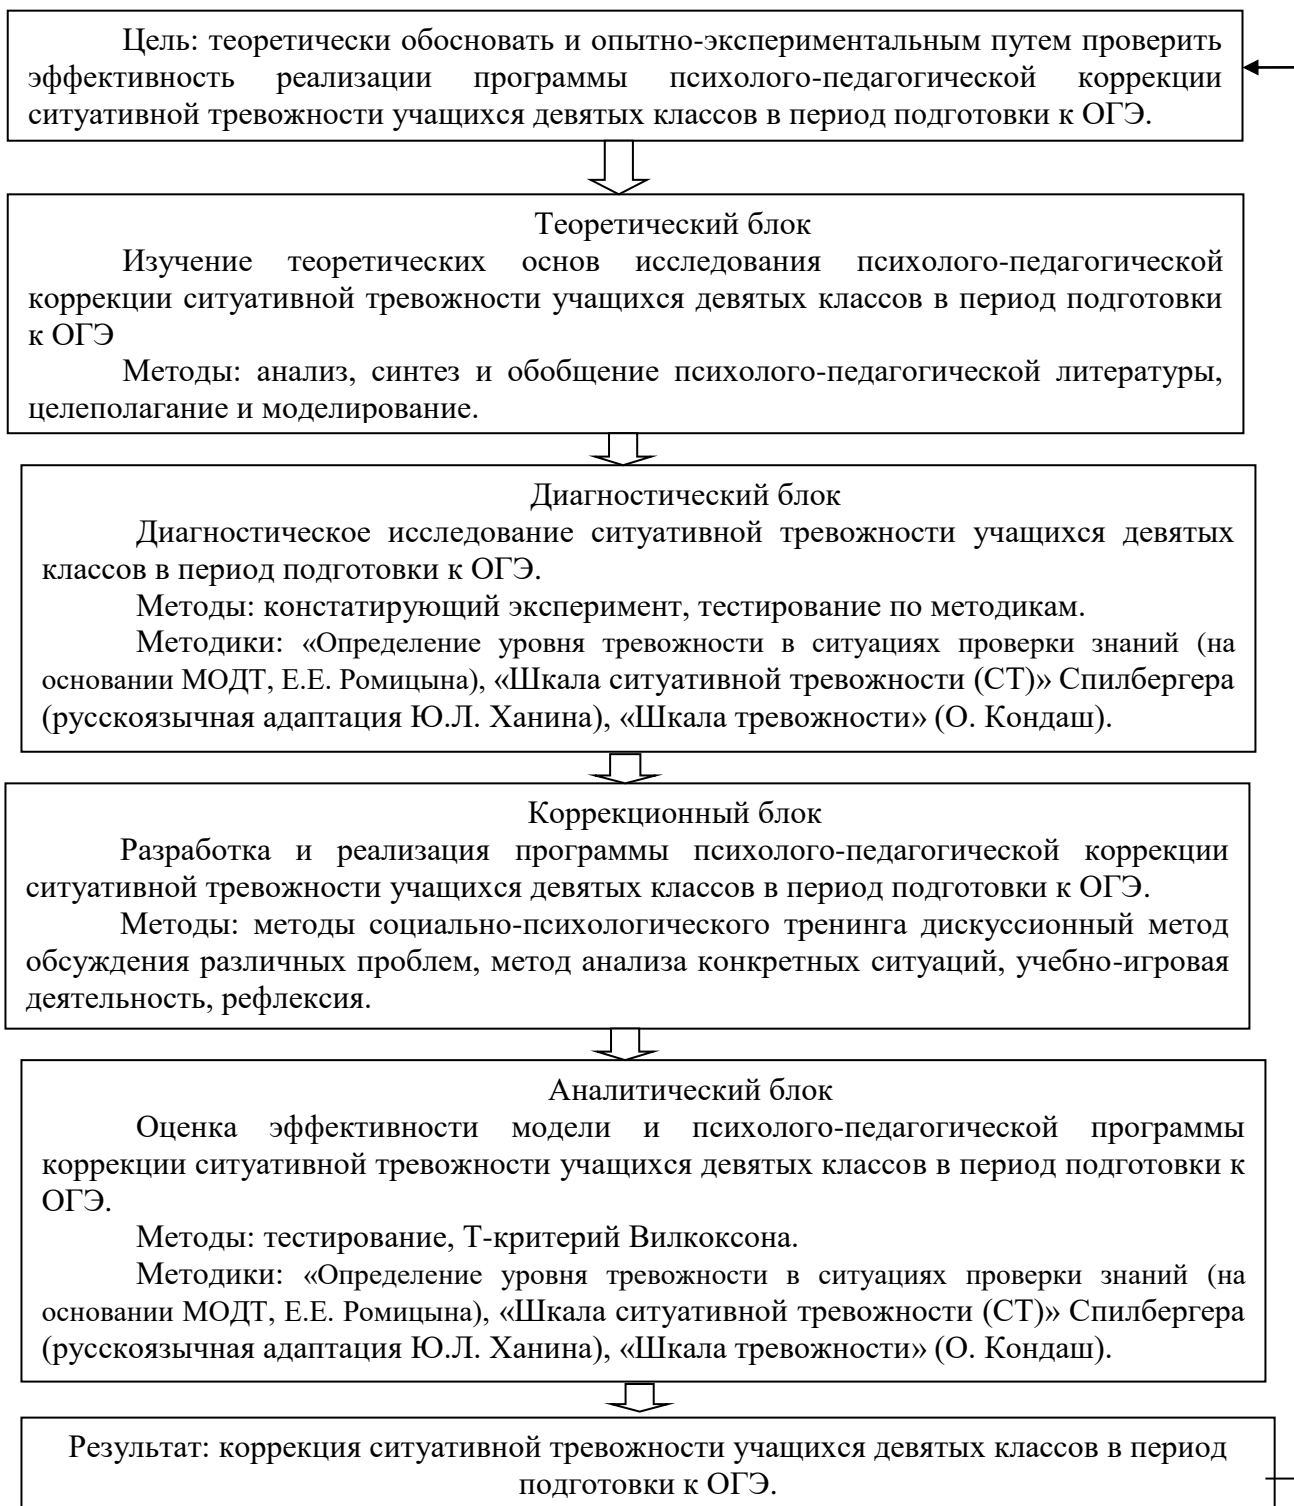 Цель: теоретически обосновать и опытно-экспериментальным путем проверить
эффективность реализации программы психолого-педагогической коррекции
ситуативной тревожности учащихся девятых классов в период подготовки к ОГЭ.
Теоретический блок
Изучение теоретических основ исследования психолого-педагогической
коррекции ситуативной тревожности учащихся девятых классов в период подготовки
к ОГЭ
Методы: анализ, синтез и обобщение психолого-педагогической литературы,
целеполагание и моделирование.
Диагностический блок
Диагностическое исследование ситуативной тревожности учащихся девятых
классов в период подготовки к ОГЭ.
Методы: констатирующий эксперимент, тестирование по методикам.
Методики: «Определение уровня тревожности в ситуациях проверки знаний (на
основании МОДТ, Е.Е. Ромицына), «Шкала ситуативной тревожности (СТ)» Спилбергера
(русскоязычная адаптация Ю.Л. Ханина), «Шкала тревожности» (О. Кондаш).
Коррекционный блок
Разработка и реализация программы психолого-педагогической коррекции
ситуативной тревожности учащихся девятых классов в период подготовки к ОГЭ.
Методы: методы социально-психологического тренинга дискуссионный метод
обсуждения различных проблем, метод анализа конкретных ситуаций, учебно-игровая
деятельность, рефлексия.
Аналитический блок
Оценка эффективности модели и психолого-педагогической программы
коррекции ситуативной тревожности учащихся девятых классов в период подготовки к
ОГЭ.
Методы: тестирование, Т-критерий Вилкоксона.
Методики: «Определение уровня тревожности в ситуациях проверки знаний (на
основании МОДТ, Е.Е. Ромицына), «Шкала ситуативной тревожности (СТ)» Спилбергера
(русскоязычная адаптация Ю.Л. Ханина), «Шкала тревожности» (О. Кондаш).
Результат: коррекция ситуативной тревожности учащихся девятых классов в период
подготовки к ОГЭ.